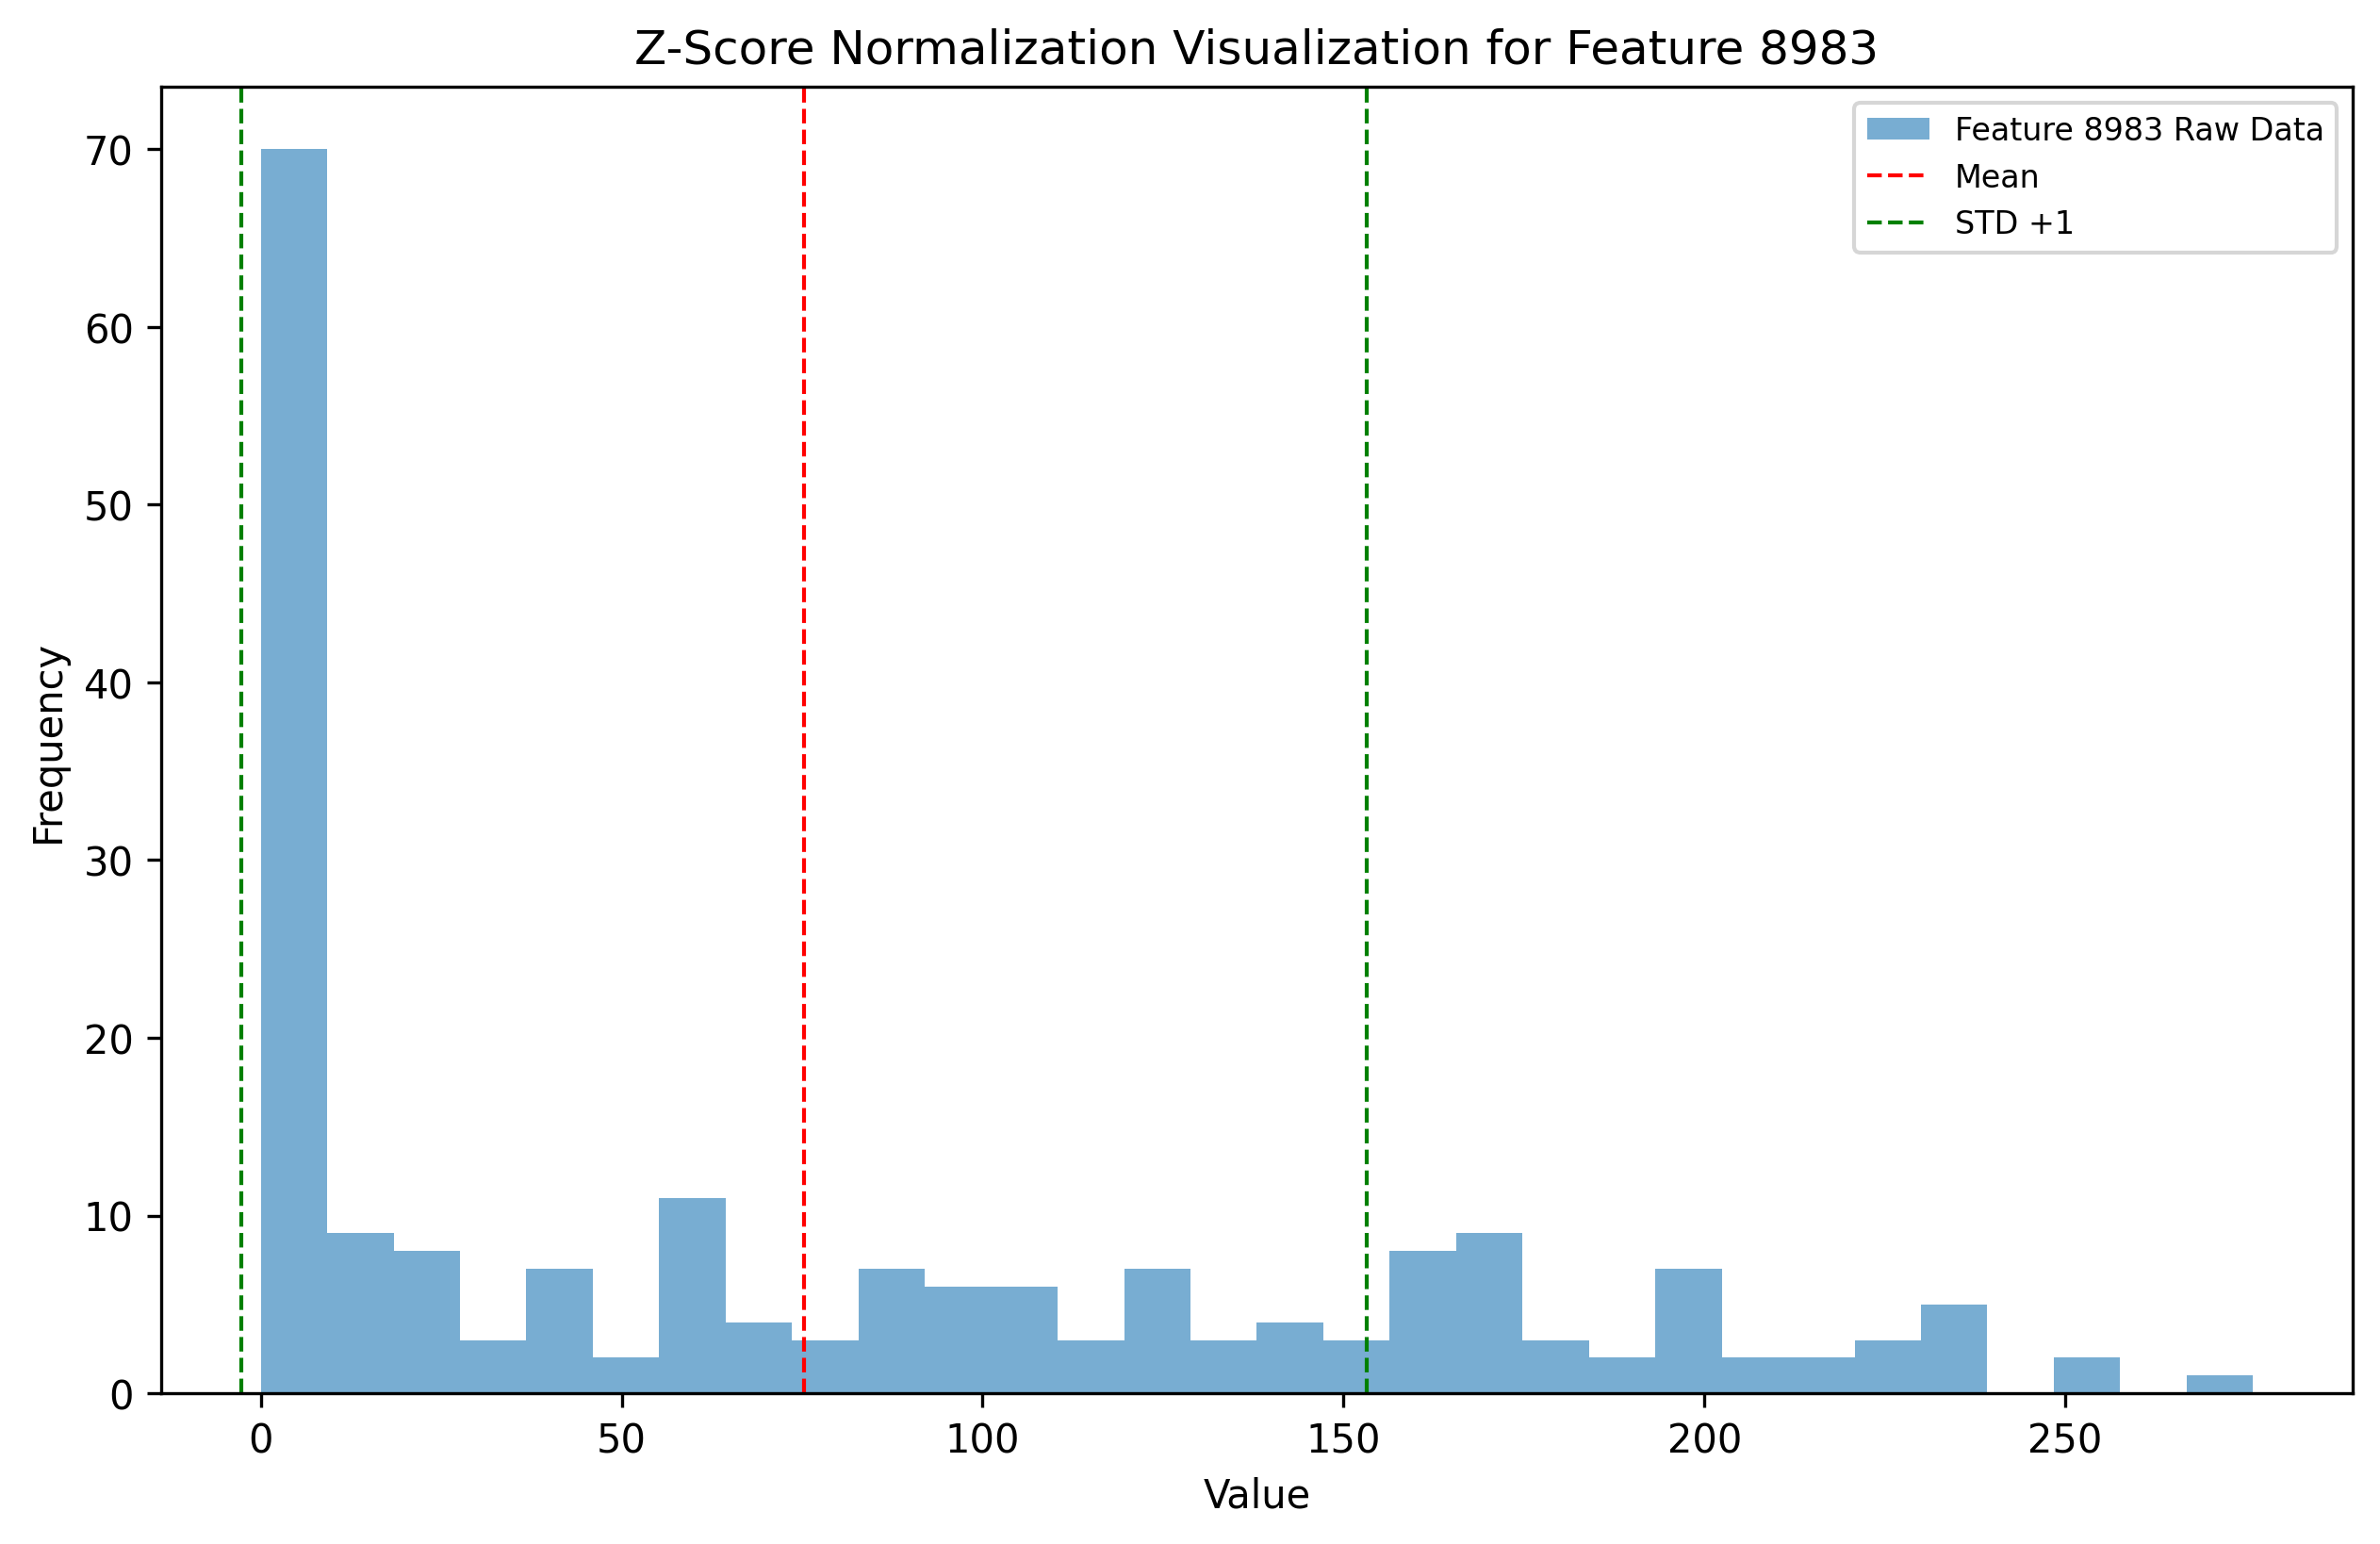 Z-Score Normalization Visualization for Feature 8983
Feature 8983 Raw Data
Mean
STD +1
70
60
50
40
30
20
10
0
Frequency
0 50 100 150 200 250
Value